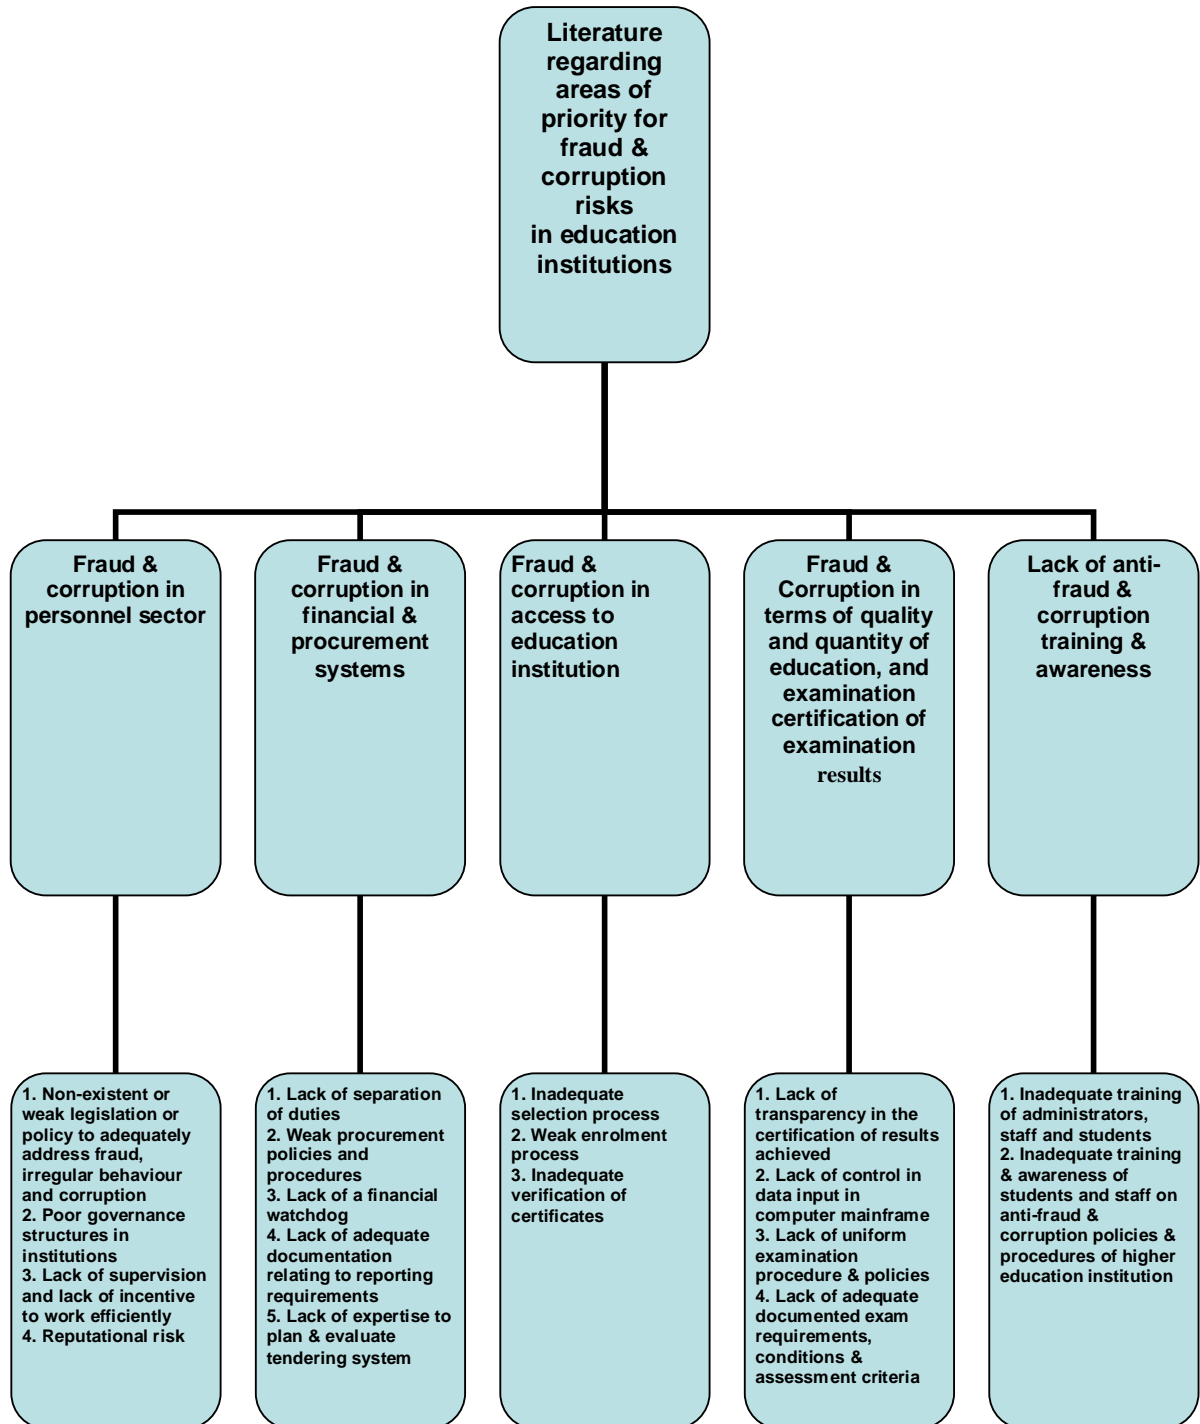 Literature
regarding
areas of
priority for
fraud &
corruption
risks
in education
institutions
Fraud &
corruption in
personnel sector
Fraud &
corruption in
financial &
procurement
systems
Fraud &
corruption in
access to
education
institution
Fraud &
Corruption in
terms of quality
and quantity of
education, and
examination
certification of
examination
results
Lack of anti-
fraud &
corruption
training &
awareness
1. Non-existent or
weak legislation or
policy to adequately
address fraud,
irregular behaviour
and corruption
2. Poor governance
structures in
institutions
3. Lack of supervision
and lack of incentive
to work efficiently
4. Reputational risk
1. Lack of separation
of duties
2. Weak procurement
policies and
procedures
3. Lack of a financial
watchdog
4. Lack of adequate
documentation
relating to reporting
requirements
5. Lack of expertise to
plan & evaluate
tendering system
1. Inadequate
selection process
2. Weak enrolment
process
3. Inadequate
verification of
certificates
1. Lack of
transparency in the
certification of results
achieved
2. Lack of control in
data input in
computer mainframe
3. Lack of uniform
examination
procedure & policies
4. Lack of adequate
documented exam
requirements,
conditions &
assessment criteria
1. Inadequate training
of administrators,
staff and students
2. Inadequate training
& awareness of
students and staff on
anti-fraud &
corruption policies &
procedures of higher
education institution